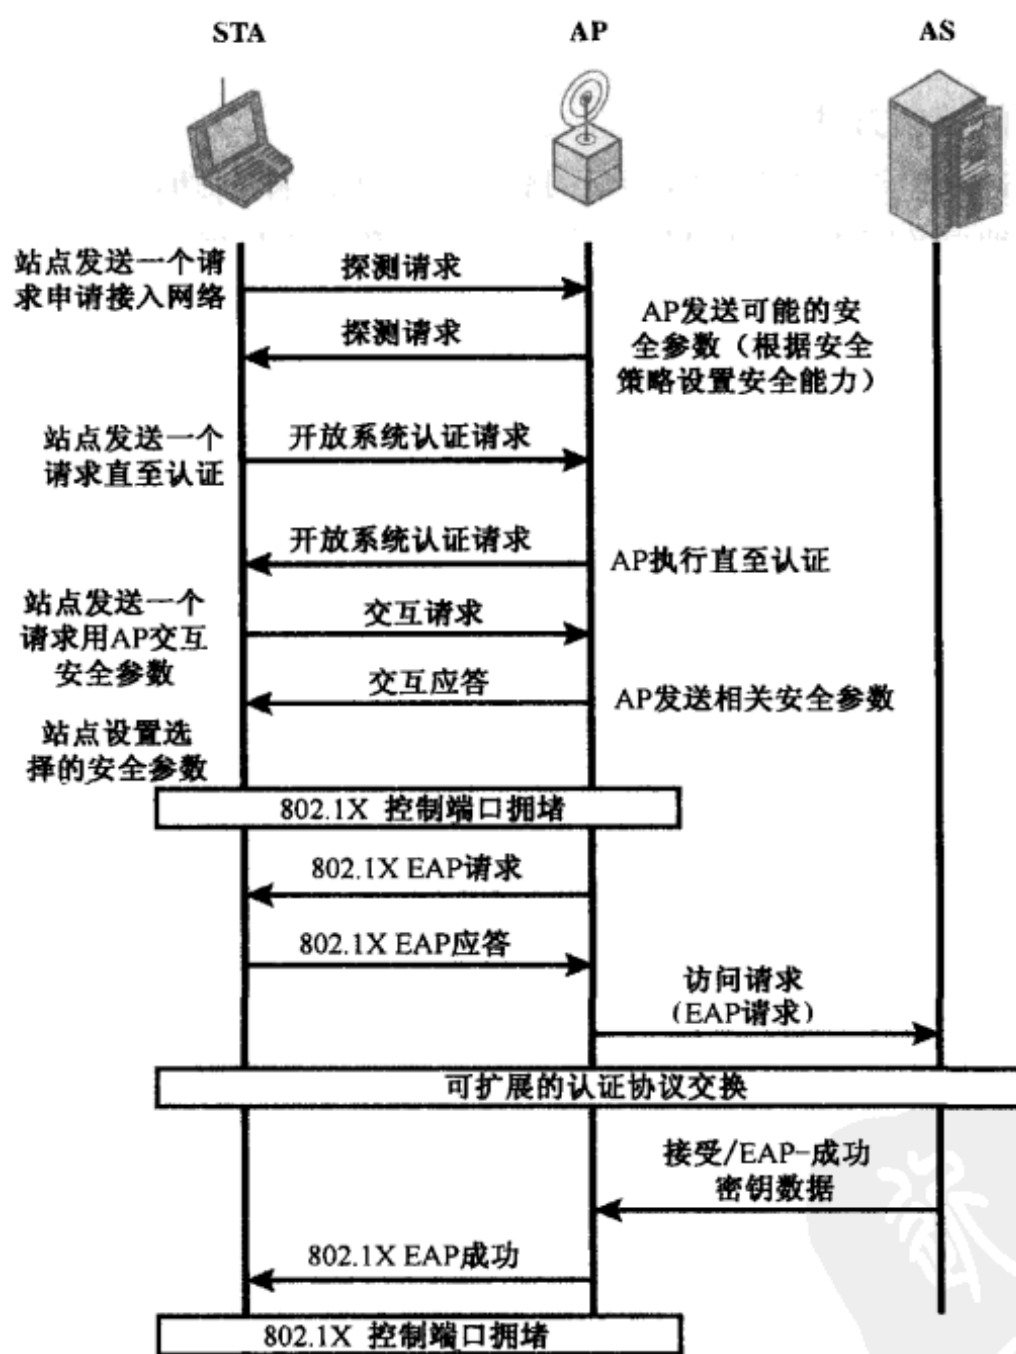 STA
AP
AS
站点发送一个请
求申请接入网络
探测请求
探测请求
AP发送可能的安
全参数（根据安全
策略设置安全能力）
站点发送一个
请求直至认证
开放系统认证请求
开放系统认证请求
AP执行直至认证
站点发送一个
请求用AP交互
安全参数
交互请求
交互应答
AP发送相关安全参数
站点设置选
择的安全参数
802.1X 控制端口拥堵
802.1X EAP请求
802.1X EAP应答
访问请求
（EAP请求）
可扩展的认证协议交换
接受/EAP-成功
密钥数据
802.1X EAP成功
802.1X 控制端口拥堵